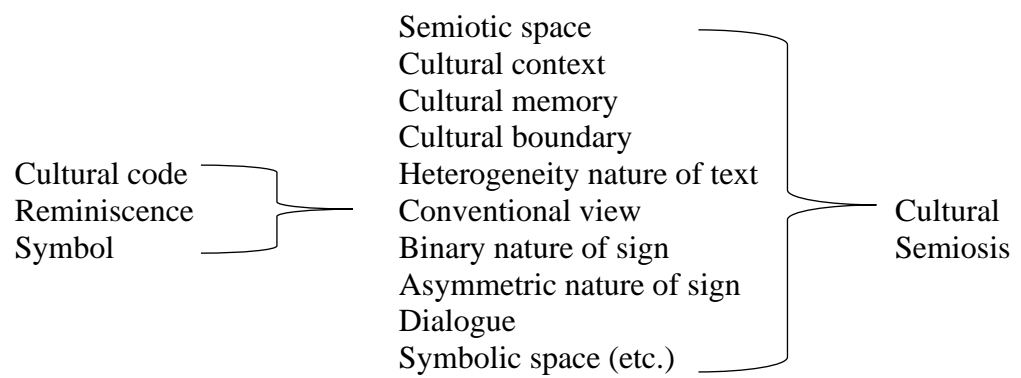 Cultural code
Reminiscence
Symbol
Semiotic space
Cultural context
Cultural memory
Cultural boundary
Heterogeneity nature of text
Conventional view
Binary nature of sign
Asymmetric nature of sign
Dialogue
Symbolic space (etc.)
Cultural
Semiosis